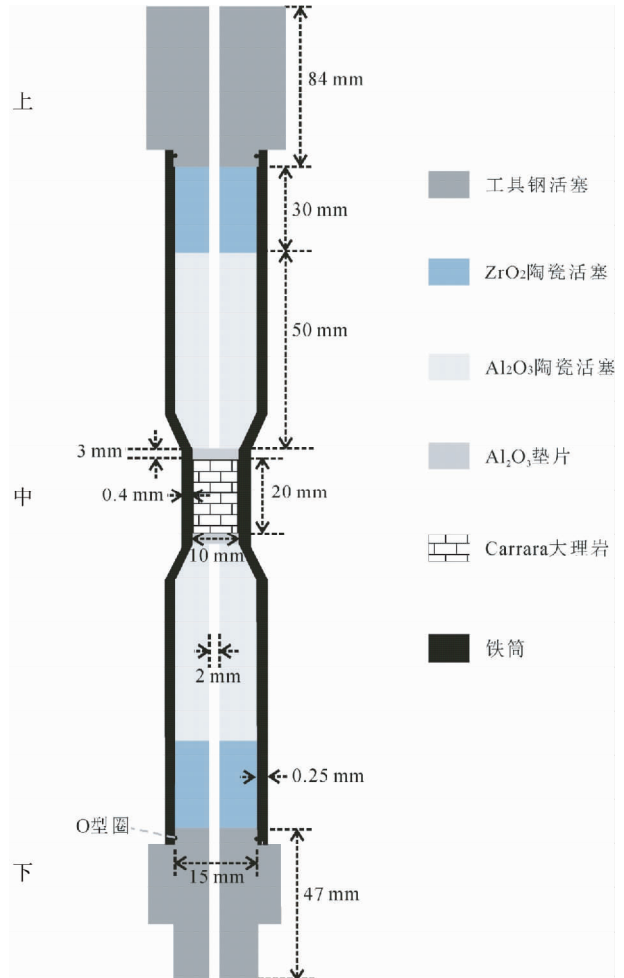 上
84 mm
工具钢活塞
30 mm
ZrO₂陶瓷活塞
50 mm
Al₂O₃陶瓷活塞
3 mm
Al₂O₃垫片
中
0.4 mm
20 mm
Carrara大理岩
10 mm
铁筒
2 mm
0.25 mm
O型圈
下
15 mm
47 mm